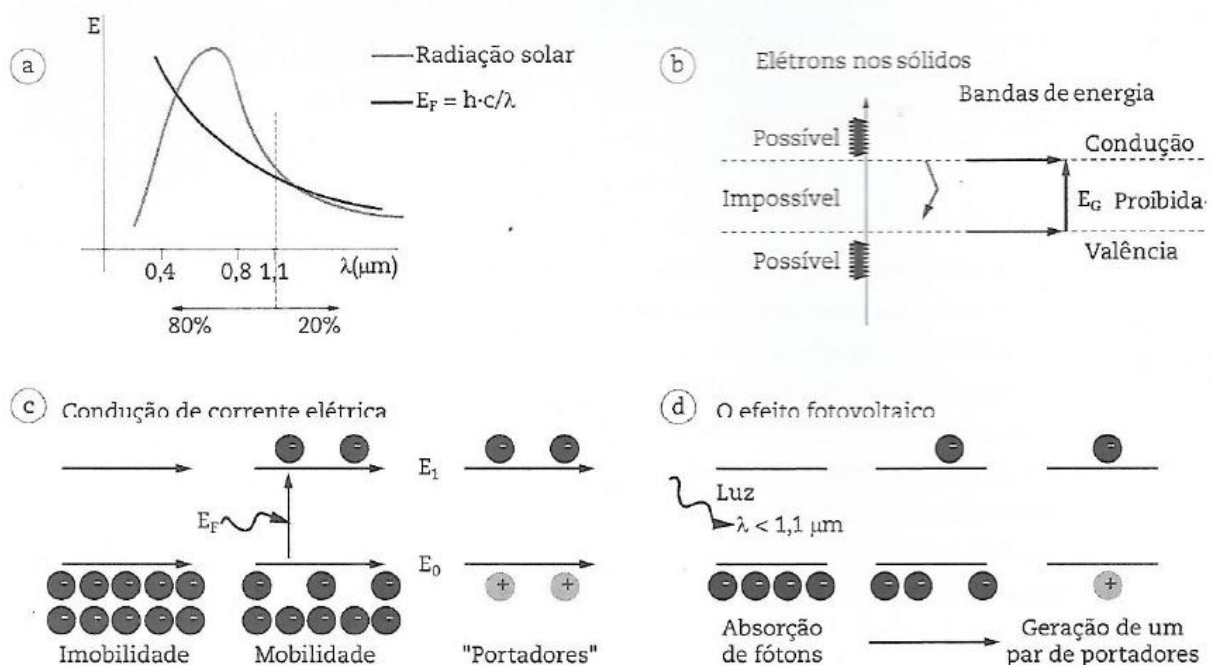 a
E
Radiação solar
E_F = h·c/λ
0,4
0,8
1,1
λ(μm)
80%
20%
b
Elétrons nos sólidos
Bandas de energia
Possível
Condução
Impossível
E_G Proibida
Possível
Valência
c
Condução de corrente elétrica
E_F
E₁
E₀
Imobilidade
Mobilidade
"Portadores"
d
O efeito fotovoltaico
Luz
λ < 1,1 μm
Absorção
de fótons
Geração de um
par de portadores